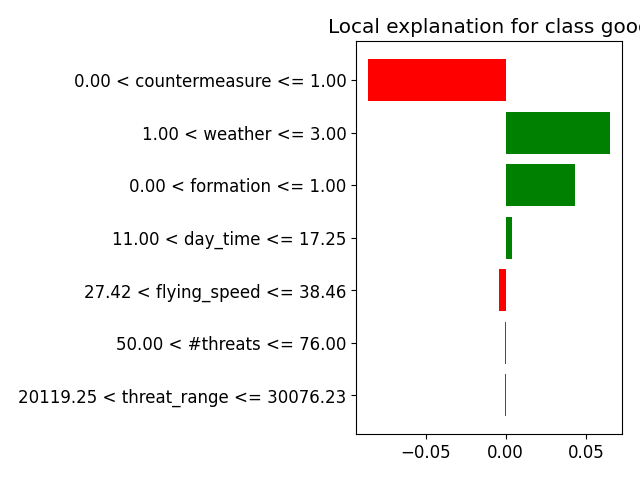 Local explanation for class good
0.00 < countermeasure <= 1.00
1.00 < weather <= 3.00
0.00 < formation <= 1.00
11.00 < day_time <= 17.25
27.42 < flying_speed <= 38.46
50.00 < #threats <= 76.00
20119.25 < threat_range <= 30076.23
−0.05 0.00 0.05